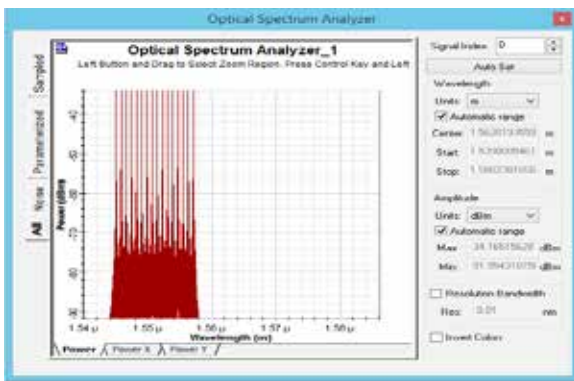 Optical Spectrum Analyzer
Optical Spectrum Analyzer_1
Left Button and Drag to Select Zoom Region. Press Control Key and Left
Signal Index: 0
Auto Set
Wavelength
Units: m
Automatic range
Center:
m
Start:
m
Stop:
m
Amplitude
Units: dBm
Automatic range
Max:
dBm
Min:
dBm
Resolution Bandwidth
Res: 0.01 nm
Invert Colors
Sampled
Parameterized
Noise
All
Power (dBm)
1.54 µ 1.55 µ 1.56 µ 1.57 µ 1.58 µ
Wavelength (m)
Power Power X Power Y